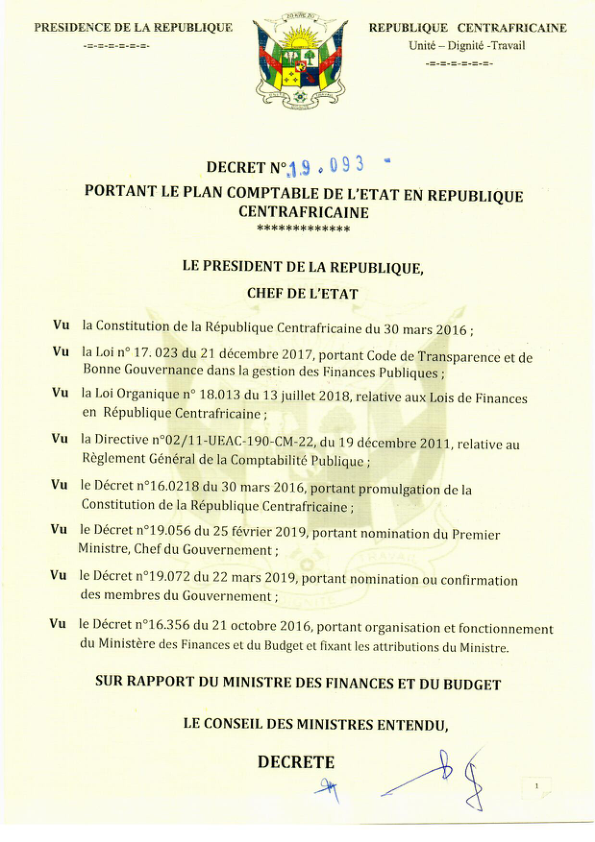 PRESIDENCE DE LA REPUBLIQUE
-=-=-=-=-=-
REPUBLIQUE CENTRAFRICAINE
Unité – Dignité -Travail
-=-=-=-=-=-
DECRET N° 19.093 -
PORTANT LE PLAN COMPTABLE DE L'ETAT EN REPUBLIQUE
CENTRAFRICAINE
*************
LE PRESIDENT DE LA REPUBLIQUE,
CHEF DE L'ETAT
Vu la Constitution de la République Centrafricaine du 30 mars 2016 ;
Vu la Loi n° 17. 023 du 21 décembre 2017, portant Code de Transparence et de
Bonne Gouvernance dans la gestion des Finances Publiques ;
Vu la Loi Organique n° 18.013 du 13 juillet 2018, relative aux Lois de Finances
en République Centrafricaine ;
Vu la Directive n°02/11-UEAC-190-CM-22, du 19 décembre 2011, relative au
Règlement Général de la Comptabilité Publique ;
Vu le Décret n°16.0218 du 30 mars 2016, portant promulgation de la
Constitution de la République Centrafricaine ;
Vu le Décret n°19.056 du 25 février 2019, portant nomination du Premier
Ministre, Chef du Gouvernement ;
Vu le Décret n°19.072 du 22 mars 2019, portant nomination ou confirmation
des membres du Gouvernement ;
Vu le Décret n°16.356 du 21 octobre 2016, portant organisation et fonctionnement
du Ministère des Finances et du Budget et fixant les attributions du Ministre.
SUR RAPPORT DU MINISTRE DES FINANCES ET DU BUDGET
LE CONSEIL DES MINISTRES ENTENDU,
DECRETE
1